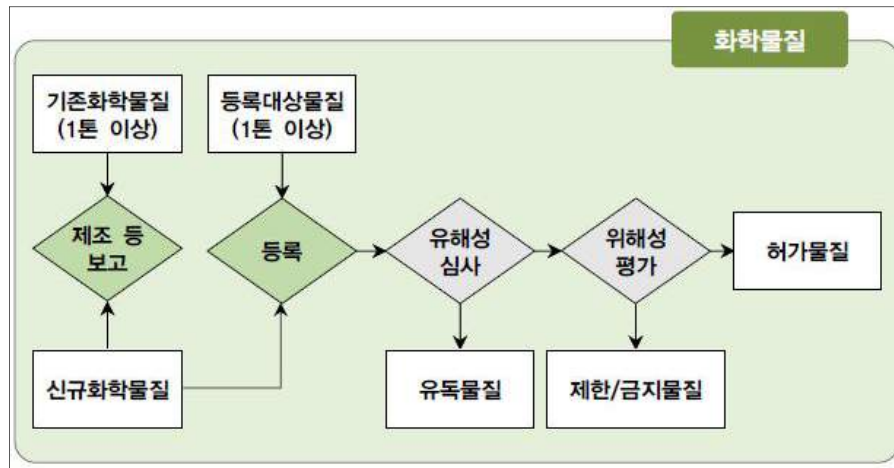 화학물질
기존화학물질
(1톤 이상)
등록대상물질
(1톤 이상)
제조 등
보고
등록
유해성
심사
위해성
평가
허가물질
신규화학물질
유독물질
제한/금지물질